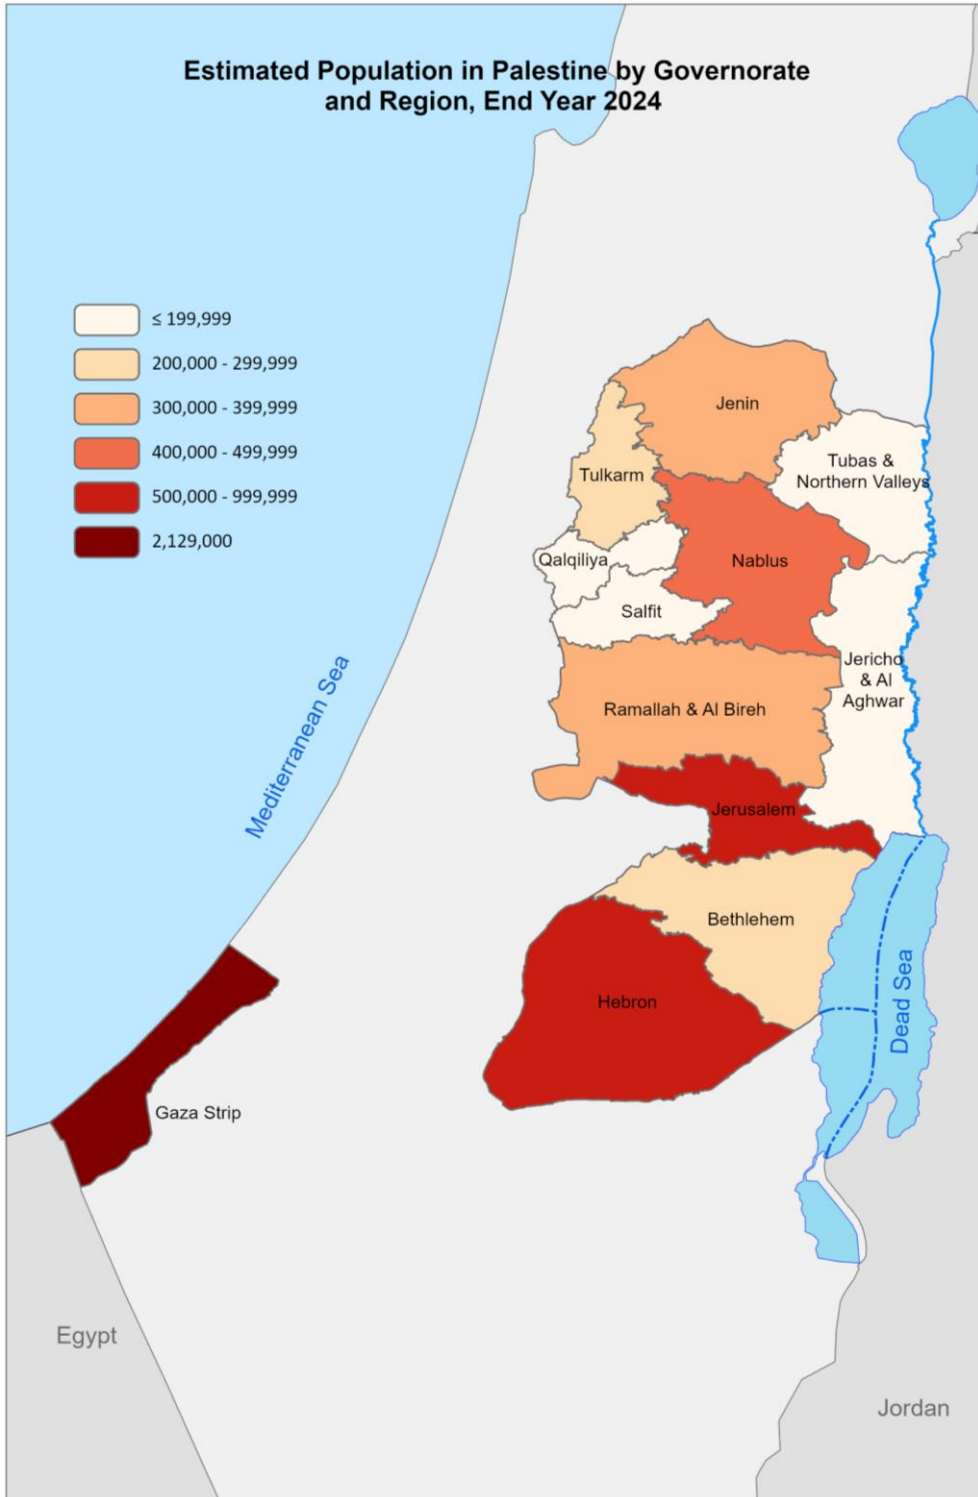 Estimated Population in Palestine by Governorate
and Region, End Year 2024
≤ 199,999
200,000 - 299,999
300,000 - 399,999
400,000 - 499,999
500,000 - 999,999
2,129,000
Jenin
Tubas &
Northern Valleys
Tulkarm
Qalqiliya
Nablus
Salfit
Jericho
& Al
Aghwar
Ramallah & Al Bireh
Mediterranean Sea
Jerusalem
Bethlehem
Hebron
Dead Sea
Gaza Strip
Egypt
Jordan